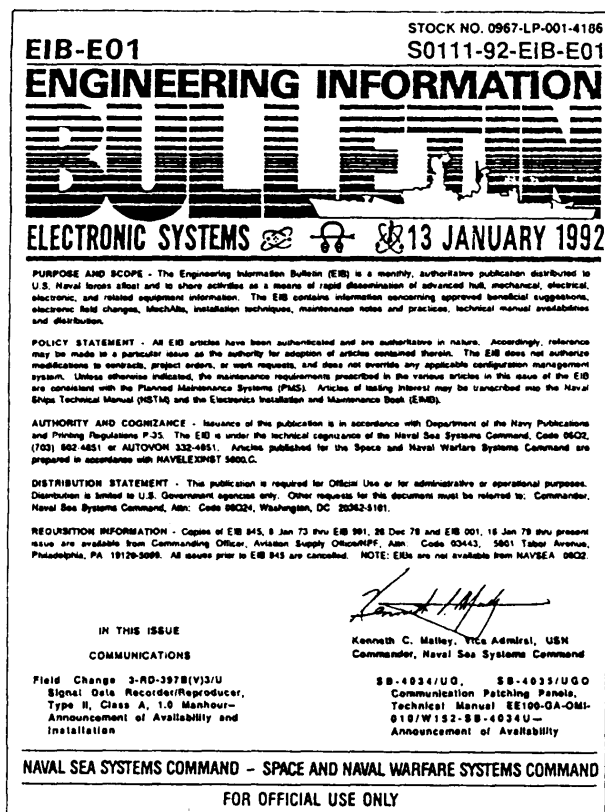 STOCK NO. 0967-LP-001-4186
EIB-E01
S0111-92-EIB-E01
ENGINEERING INFORMATION
BULLETIN
ELECTRONIC SYSTEMS 13 JANUARY 1992
PURPOSE AND SCOPE - The Engineering Information Bulletin (EIB) is a monthly, authoritative publication distributed to
U.S. Naval forces afloat and to shore activities as a means of rapid dissemination of advanced hull, mechanical, electrical,
electronic, and related equipment information. The EIB contains information concerning approved beneficial suggestions,
electronic field changes, MechAlts, installation techniques, maintenance notes and practices, technical manual availabilities
and distribution.
POLICY STATEMENT - All EIB articles have been authenticated and are authoritative in nature. Accordingly, reference
may be made to a particular issue as the authority for adoption of articles contained therein. The EIB does not authorize
modifications to contracts, project orders, or work requests, and does not override any applicable configuration management
system. Unless otherwise indicated, the maintenance requirements prescribed in the various articles in this issue of the EIB
are consistent with the Planned Maintenance Systems (PMS). Articles of lasting interest may be transcribed into the Naval
Ships Technical Manual (NSTM) and the Electronics Installation and Maintenance Book (EIMB).
AUTHORITY AND COGNIZANCE - Issuance of this publication is in accordance with Department of the Navy Publications
and Printing Regulations P-35. The EIB is under the technical cognizance of the Naval Sea Systems Command, Code 06Q2,
(703) 602-4851 or AUTOVON 332-4851. Articles published for the Space and Naval Warfare Systems Command are
prepared in accordance with NAVELEXINST 5600.C.
DISTRIBUTION STATEMENT - This publication is required for Official Use or for administrative or operational purposes.
Distribution is limited to U.S. Government agencies only. Other requests for this document must be referred to: Commander,
Naval Sea Systems Command, Attn: Code 06Q24, Washington, DC 20362-5101.
REQUISITION INFORMATION - Copies of EIB 845, 8 Jan 73 thru EIB 991, 26 Dec 78 and EIB 001, 16 Jan 79 thru present
issue are available from Commanding Officer, Aviation Supply Office/NPF, Attn: Code 03443, 5801 Tabor Avenue,
Philadelphia, PA 19120-5099. All issues prior to EIB 845 are cancelled. NOTE: EIBs are not available from NAVSEA 06Q2.
Kenneth C. Malley, Vice Admiral, USN
Commander, Naval Sea Systems Command
IN THIS ISSUE
COMMUNICATIONS
Field Change 3-RD-397B(V)3/U
Signal Data Recorder/Reproducer,
Type II, Class A, 1.0 Manhour—
Announcement of Availability and
Installation
SB-4034/UG, SB-4035/UGO
Communication Patching Panels,
Technical Manual EE100-GA-OMI-
010/W152-SB-4034U—
Announcement of Availability
NAVAL SEA SYSTEMS COMMAND – SPACE AND NAVAL WARFARE SYSTEMS COMMAND
FOR OFFICIAL USE ONLY